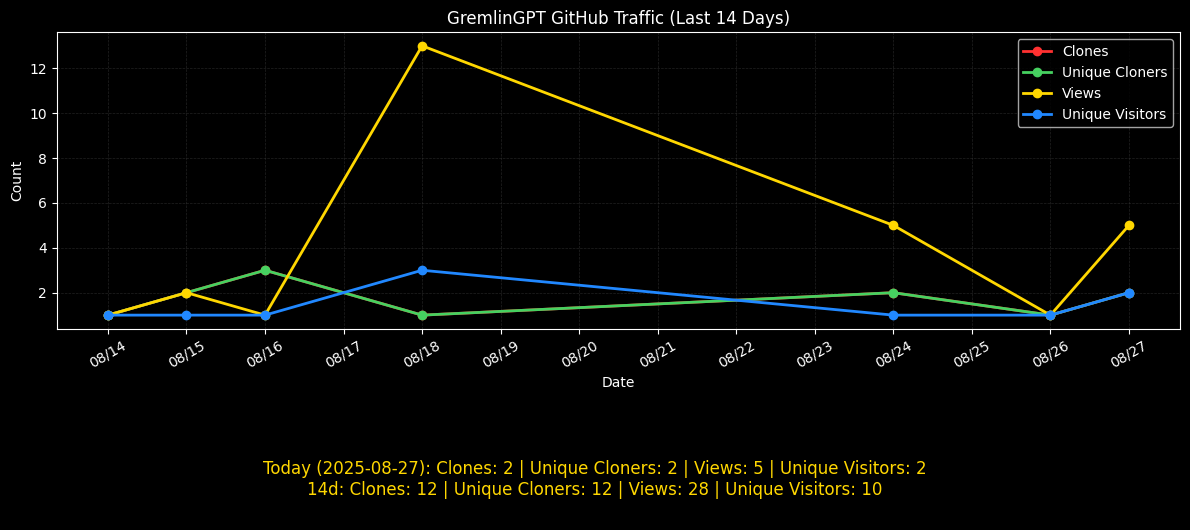 GremlinGPT GitHub Traffic (Last 14 Days)
Clones
Unique Cloners
Views
Unique Visitors
Count
12
10
8
6
4
2
08/14 08/15 08/16 08/17 08/18 08/19 08/20 08/21 08/22 08/23 08/24 08/25 08/26 08/27
Date
Today (2025-08-27): Clones: 2 | Unique Cloners: 2 | Views: 5 | Unique Visitors: 2
14d: Clones: 12 | Unique Cloners: 12 | Views: 28 | Unique Visitors: 10